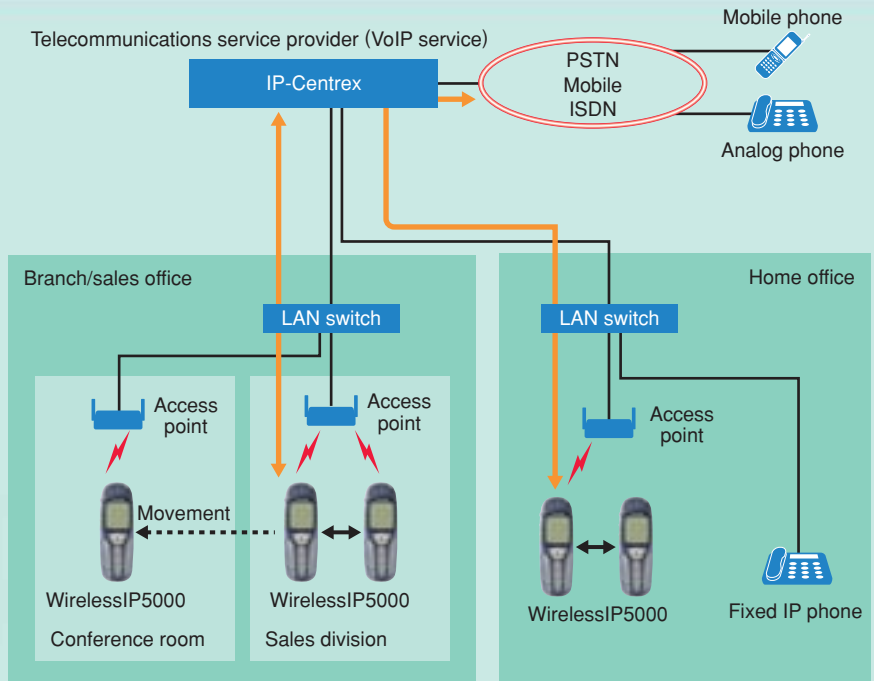 Mobile phone
Telecommunications service provider (VoIP service)
IP-Centrex
PSTN
Mobile
ISDN
Analog phone
Branch/sales office
LAN switch
Access
point
Access
point
Movement
WirelessIP5000
WirelessIP5000
Conference room
Sales division
Home office
LAN switch
Access
point
WirelessIP5000
Fixed IP phone